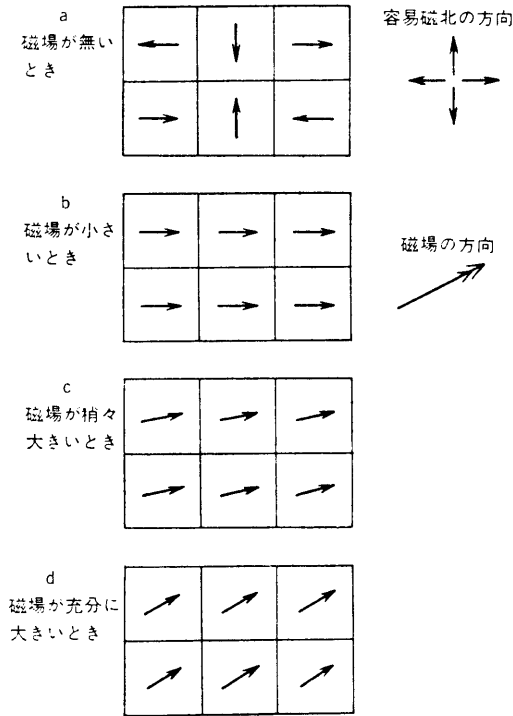 a
磁場が無い
とき
容易磁北の方向
b
磁場が小さ
いとき
磁場の方向
c
磁場が稍々
大きいとき
d
磁場が充分に
大きいとき